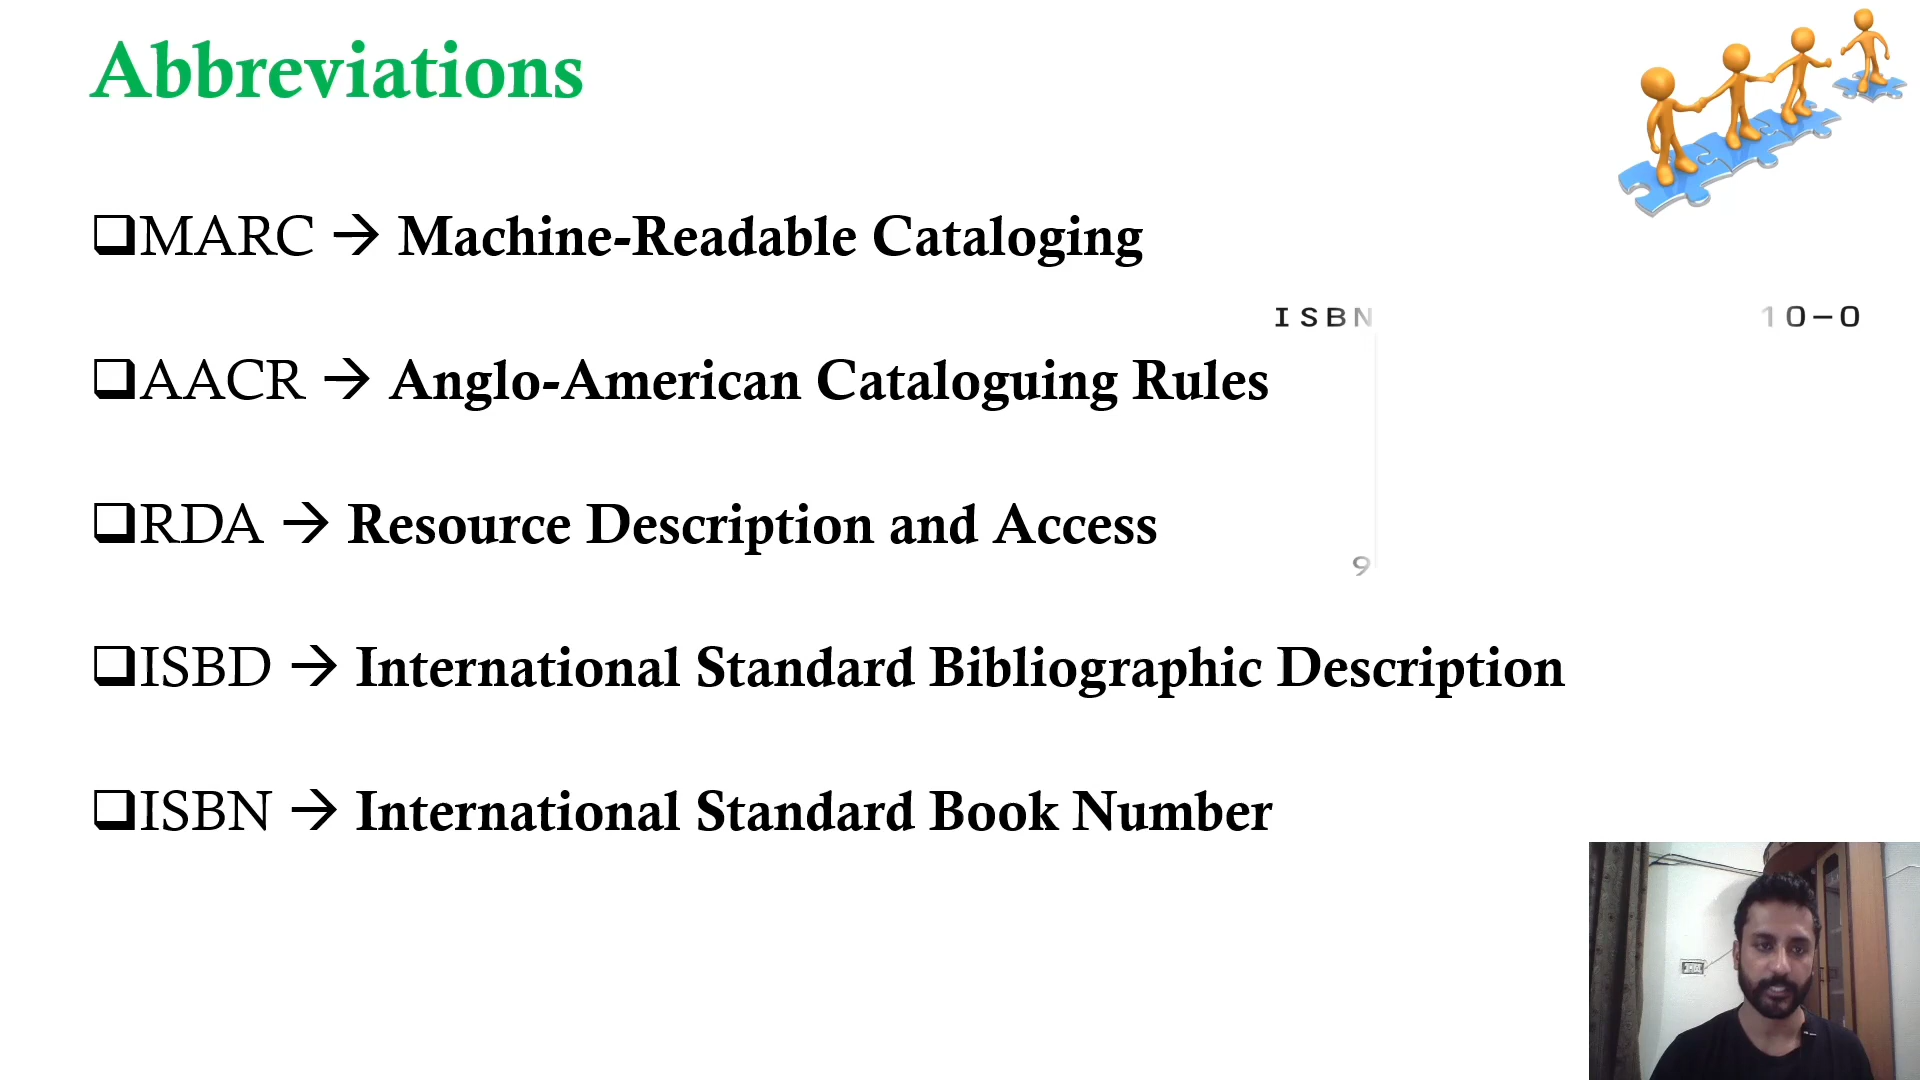 Abbreviations
❑MARC → Machine-Readable Cataloging
ISBN 10-0
❑AACR → Anglo-American Cataloguing Rules
❑RDA → Resource Description and Access
9
❑ISBD → International Standard Bibliographic Description
❑ISBN → International Standard Book Number